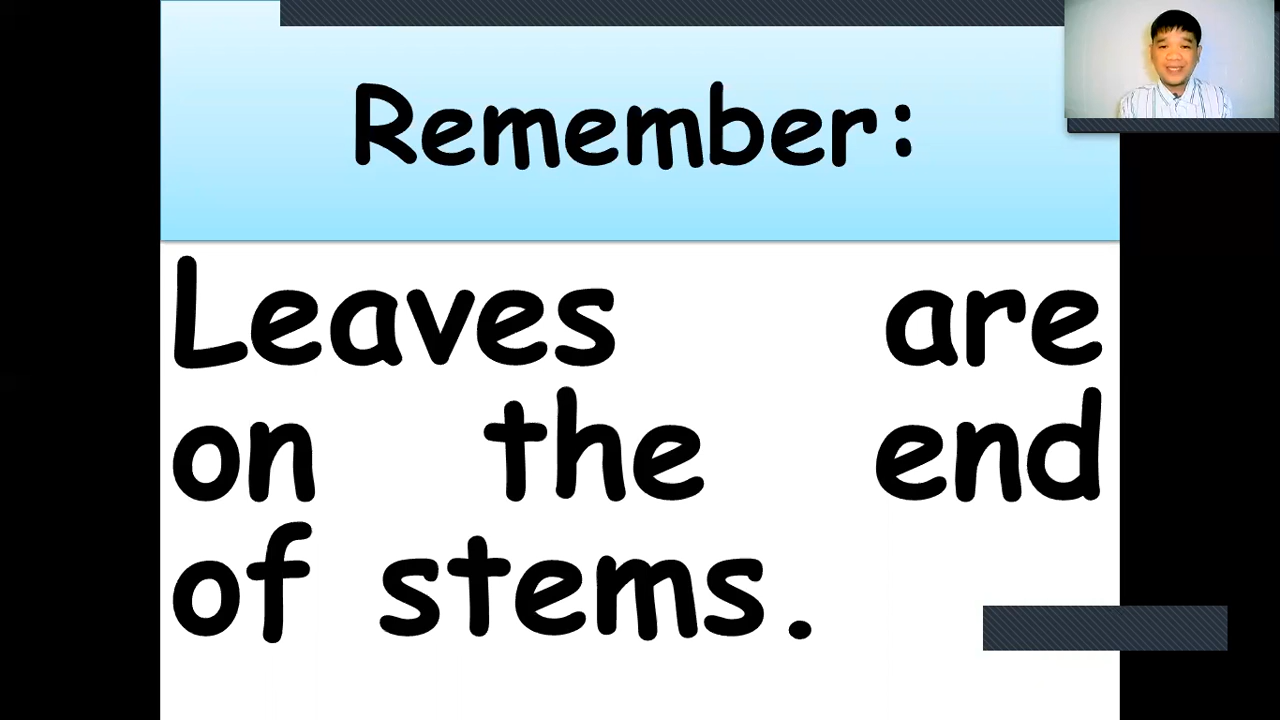 Remember:
Leaves are
on the end
of stems.